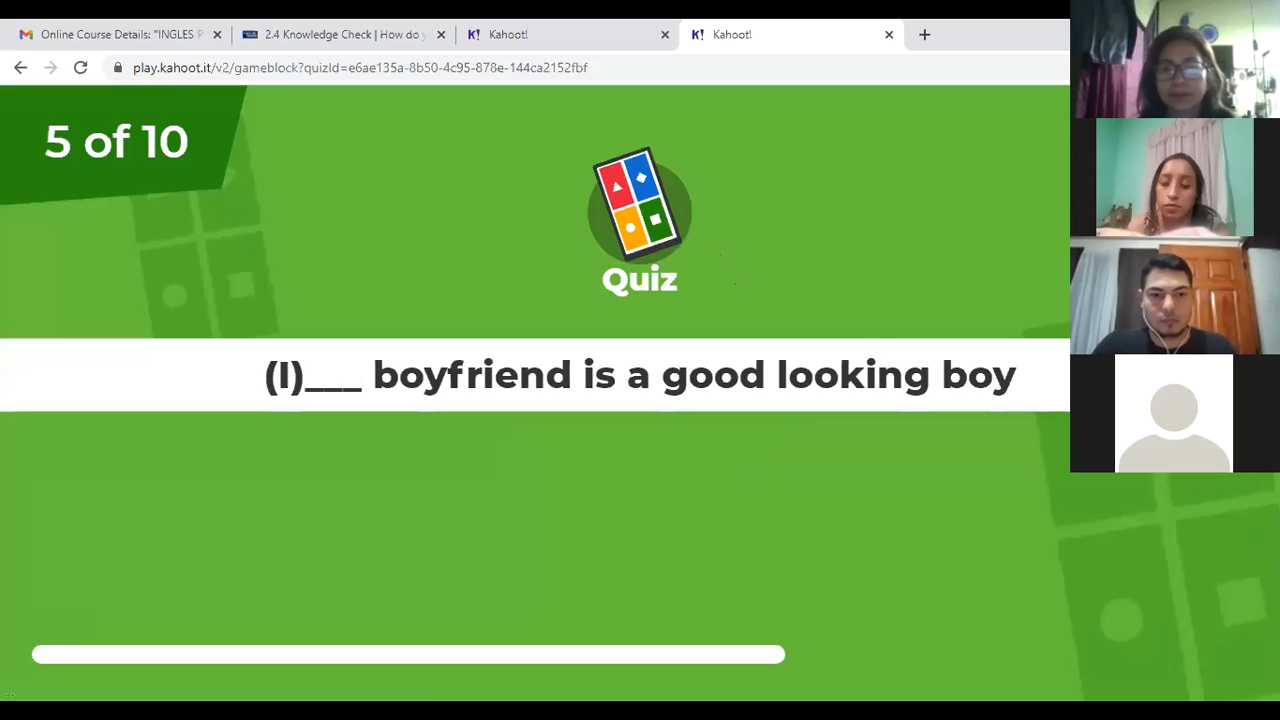 Online Course Details: "INGLES P
2.4 Knowledge Check | How do y
K! Kahoot!
K! Kahoot!
play.kahoot.it/v2/gameblock?quizId=e6ae135a-8b50-4c95-878e-144ca2152fbf
5 of 10
Quiz
(I)___ boyfriend is a good looking boy